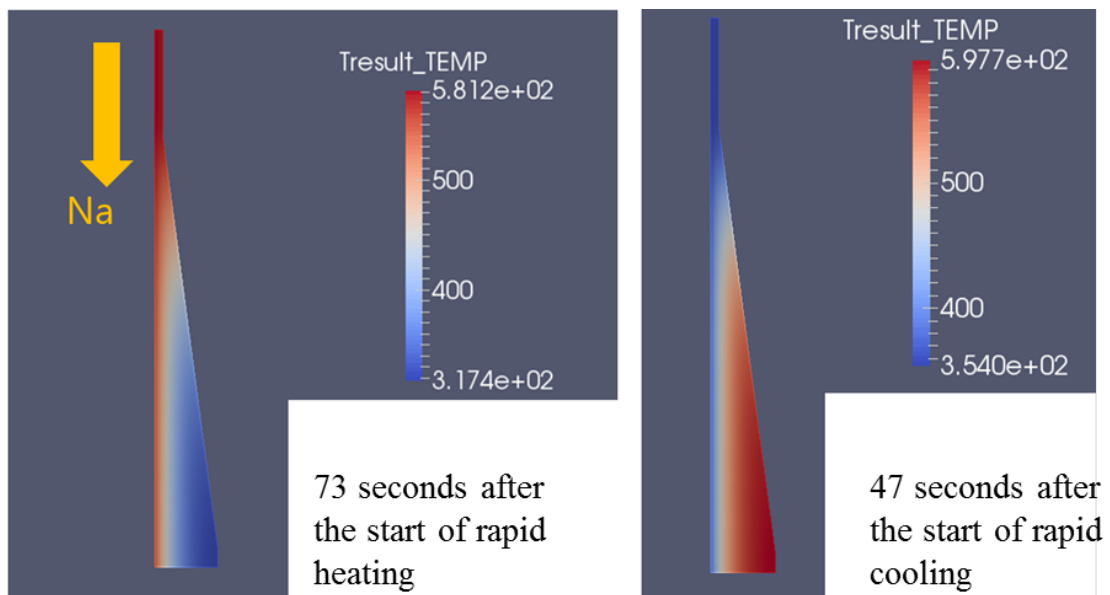 Tresult_TEMP
5.812e+02
500
400
3.174e+02
Na
73 seconds after
the start of rapid
heating
Tresult_TEMP
5.977e+02
500
400
3.540e+02
47 seconds after
the start of rapid
cooling